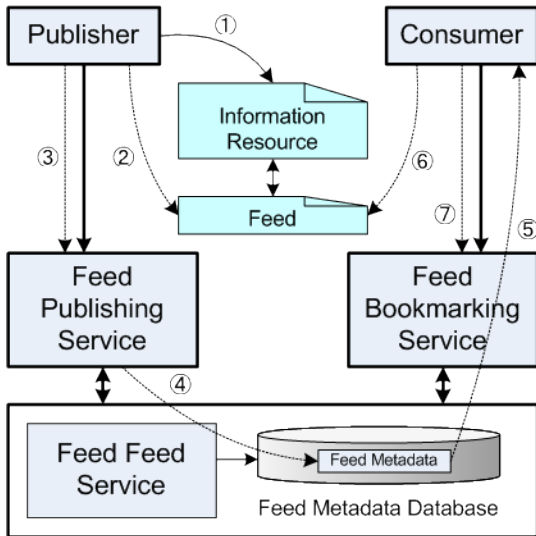 Publisher
①
Consumer
Information
Resource
③
②
⑥
Feed
⑦
⑤
Feed
Publishing
Service
Feed
Bookmarking
Service
④
Feed Feed
Service
Feed Metadata
Feed Metadata Database